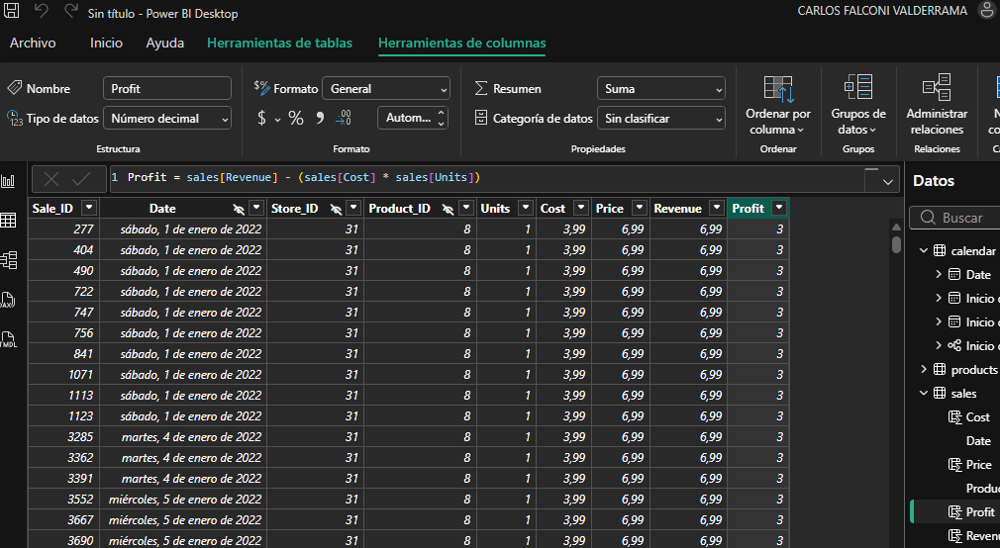 Sin título - Power BI Desktop
CARLOS FALCONI VALDERRAMA
Archivo Inicio Ayuda Herramientas de tablas Herramientas de columnas
Nombre Profit
Tipo de datos Número decimal
Estructura
Formato General
$ % 9 .00 Autom...
Formato
Resumen Suma
Categoría de datos Sin clasificar
Propiedades
Ordenar por
columna
Ordenar
Grupos de
datos
Grupos
Administrar
relaciones
Relaciones
1 Profit = sales[Revenue] - (sales[Cost] * sales[Units])
Sale_ID Date Store_ID Product_ID Units Cost Price Revenue Profit
277 sábado, 1 de enero de 2022 31 8 1 3,99 6,99 6,99 3
404 sábado, 1 de enero de 2022 31 8 1 3,99 6,99 6,99 3
490 sábado, 1 de enero de 2022 31 8 1 3,99 6,99 6,99 3
722 sábado, 1 de enero de 2022 31 8 1 3,99 6,99 6,99 3
747 sábado, 1 de enero de 2022 31 8 1 3,99 6,99 6,99 3
756 sábado, 1 de enero de 2022 31 8 1 3,99 6,99 6,99 3
841 sábado, 1 de enero de 2022 31 8 1 3,99 6,99 6,99 3
1071 sábado, 1 de enero de 2022 31 8 1 3,99 6,99 6,99 3
1113 sábado, 1 de enero de 2022 31 8 1 3,99 6,99 6,99 3
1123 sábado, 1 de enero de 2022 31 8 1 3,99 6,99 6,99 3
3285 martes, 4 de enero de 2022 31 8 1 3,99 6,99 6,99 3
3362 martes, 4 de enero de 2022 31 8 1 3,99 6,99 6,99 3
3391 martes, 4 de enero de 2022 31 8 1 3,99 6,99 6,99 3
3552 miércoles, 5 de enero de 2022 31 8 1 3,99 6,99 6,99 3
3667 miércoles, 5 de enero de 2022 31 8 1 3,99 6,99 6,99 3
3690 miércoles, 5 de enero de 2022 31 8 1 3,99 6,99 6,99 3
Datos
Buscar
calendar
Date
Inicio
Inicio
Inicio
products
sales
Cost
Date
Price
Produ
Profit
Revenu